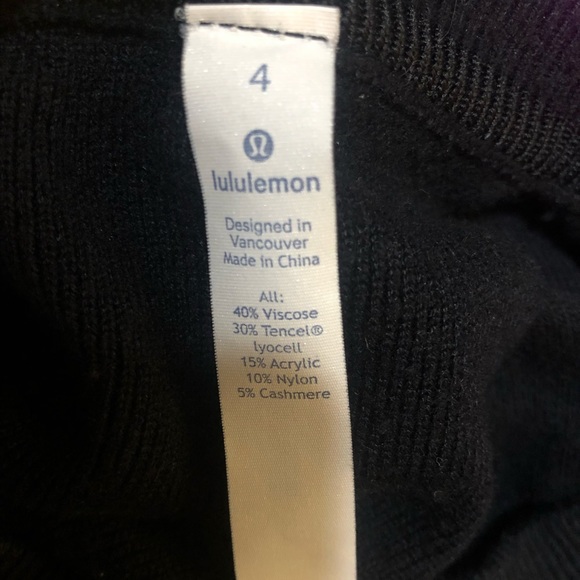 4
lululemon
Designed in
Vancouver
Made in China
All:
40% Viscose
30% Tencel®
lyocell
15% Acrylic
10% Nylon
5% Cashmere